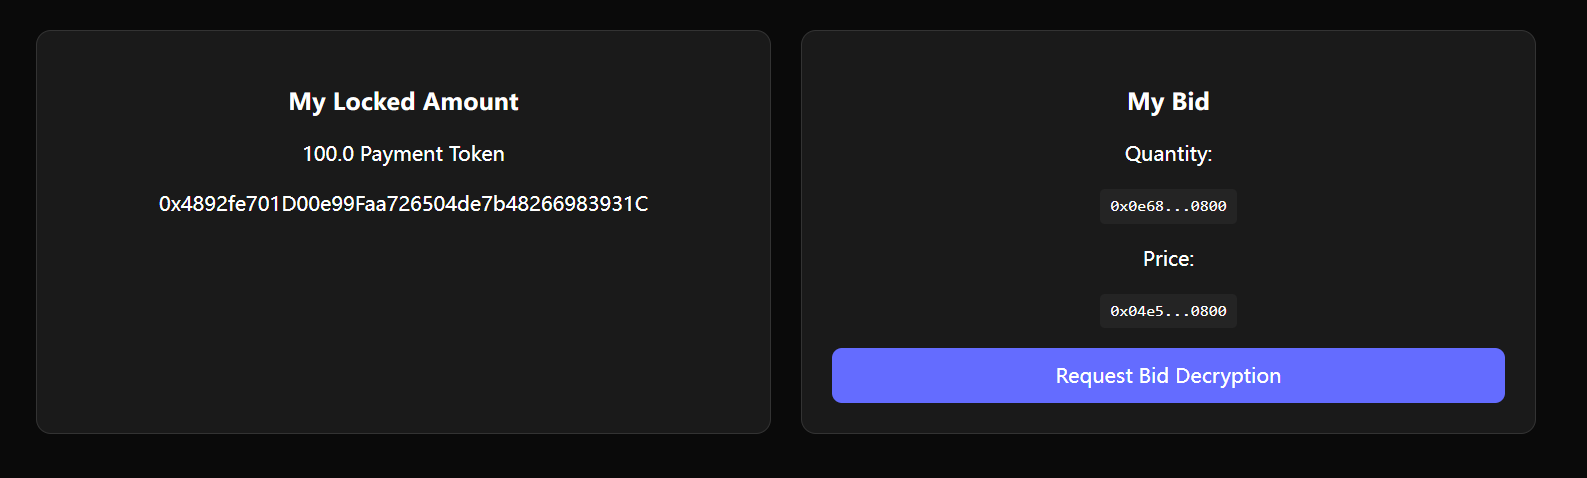 My Locked Amount
100.0 Payment Token
0x4892fe701D00e99Faa726504de7b48266983931C
My Bid
Quantity:
0x0e68...0800
Price:
0x04e5...0800
Request Bid Decryption